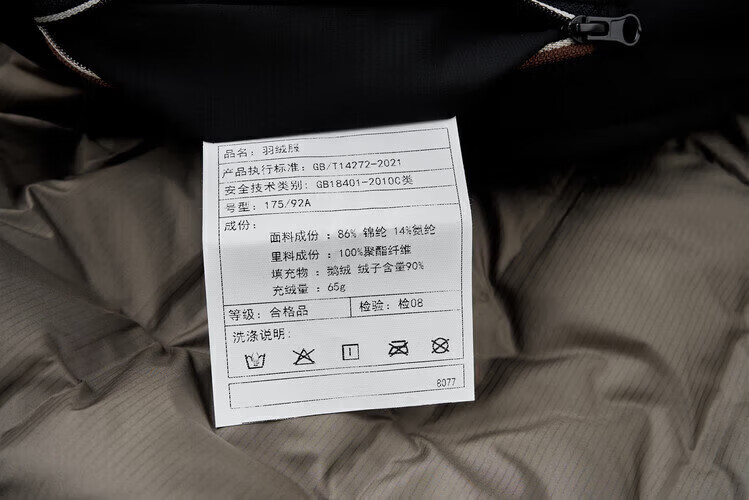 品名: 羽绒服
产品执行标准: GB/T14272-2021
安全技术类别: GB18401-2010C类
号型: 175/92A
成份:
面料成份 : 86% 锦纶 14%氨纶
里料成份 : 100%聚酯纤维
填充物 : 鹅绒 绒子含量90%
充绒量 : 65g
等级: 合格品 检验: 检08
洗涤说明:
8077